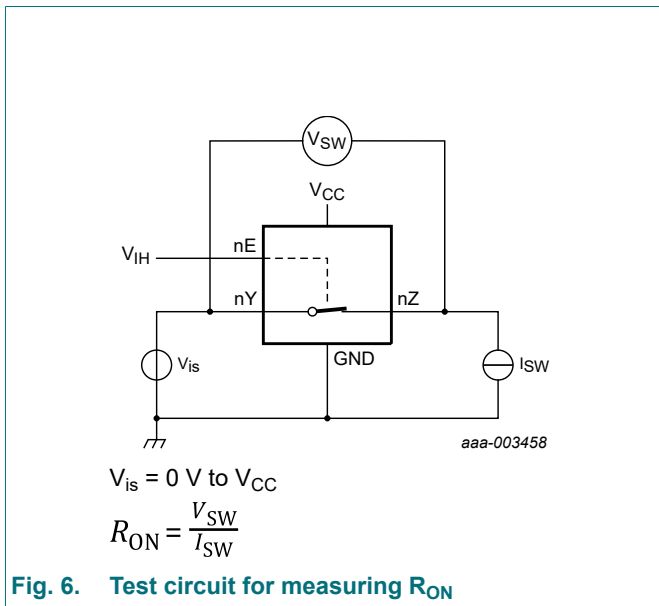 VSW
VCC
VIH
nE
nY
nZ
Vis
GND
ISW
aaa-003458
Vis = 0 V to VCC
RON = VSW / ISW
Fig. 6. Test circuit for measuring RON